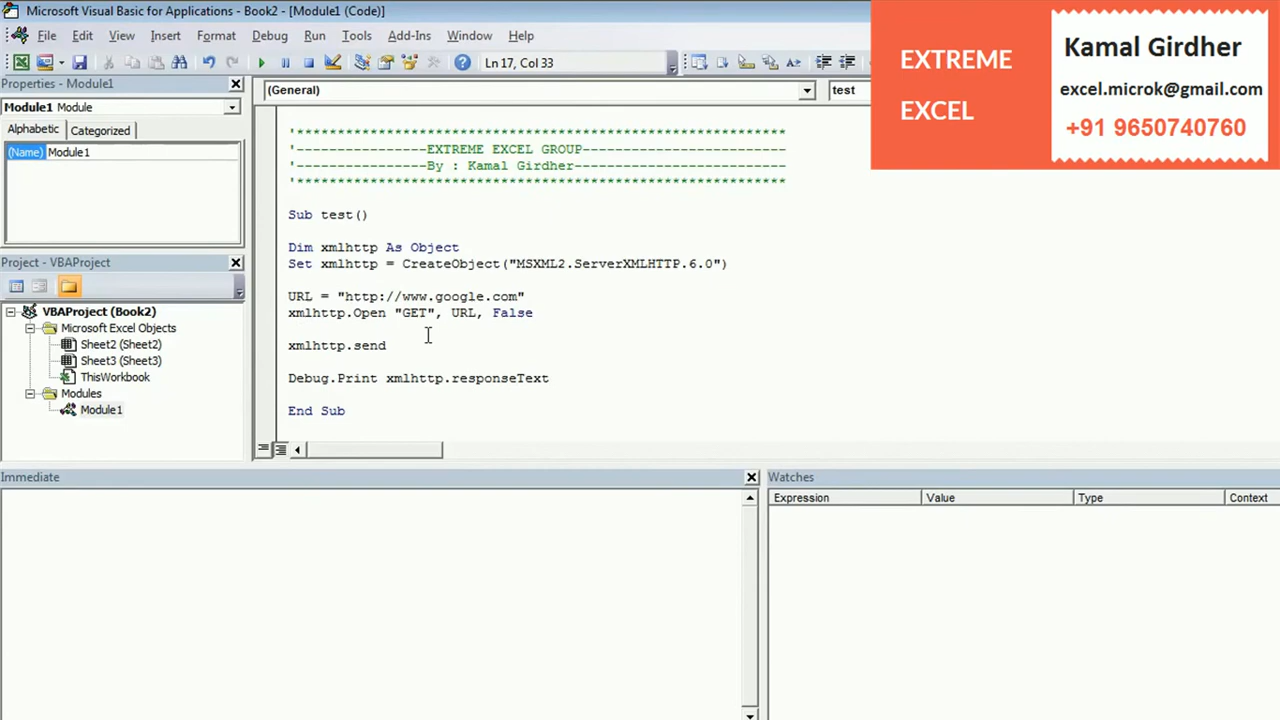 Microsoft Visual Basic for Applications - Book2 - [Module1 (Code)]
File Edit View Insert Format Debug Run Tools Add-Ins Window Help
Ln 17, Col 33
EXTREME
EXCEL
Kamal Girdher
excel.microk@gmail.com
+91 9650740760
Properties - Module1
Module1 Module
Alphabetic Categorized
(Name) Module1
Project - VBAProject
VBAProject (Book2)
Microsoft Excel Objects
Sheet2 (Sheet2)
Sheet3 (Sheet3)
ThisWorkbook
Modules
Module1
(General) test
'********************************************************************
'-----------------EXTREME EXCEL GROUP-------------------------
'-----------------By : Kamal Girdher--------------------------
'********************************************************************
Sub test()
Dim xmlhttp As Object
Set xmlhttp = CreateObject("MSXML2.ServerXMLHTTP.6.0")
URL = "http://www.google.com"
xmlhttp.Open "GET", URL, False
xmlhttp.send
Debug.Print xmlhttp.responseText
End Sub
Immediate
Watches
Expression Value Type Context